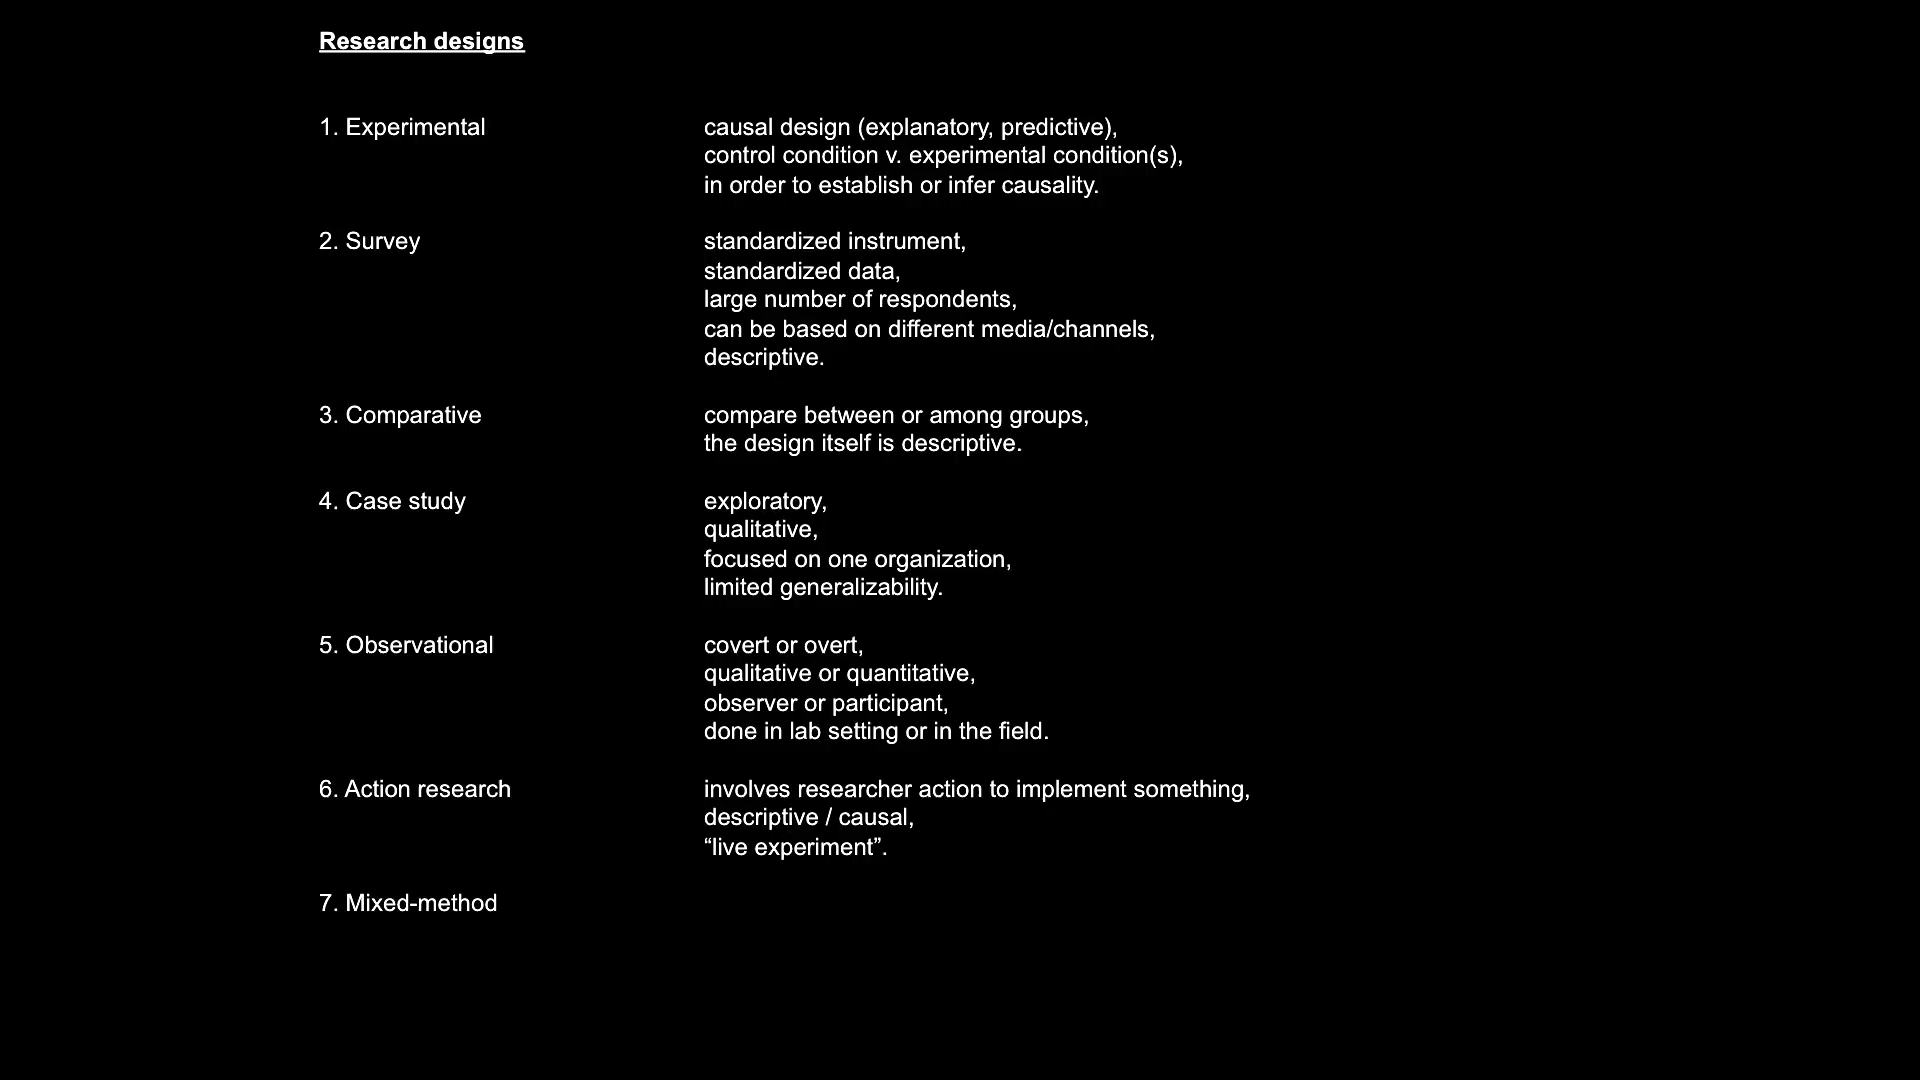 Research designs
1. Experimental
causal design (explanatory, predictive),
control condition v. experimental condition(s),
in order to establish or infer causality.
2. Survey
standardized instrument,
standardized data,
large number of respondents,
can be based on different media/channels,
descriptive.
3. Comparative
compare between or among groups,
the design itself is descriptive.
4. Case study
exploratory,
qualitative,
focused on one organization,
limited generalizability.
5. Observational
covert or overt,
qualitative or quantitative,
observer or participant,
done in lab setting or in the field.
6. Action research
involves researcher action to implement something,
descriptive / causal,
“live experiment”.
7. Mixed-method